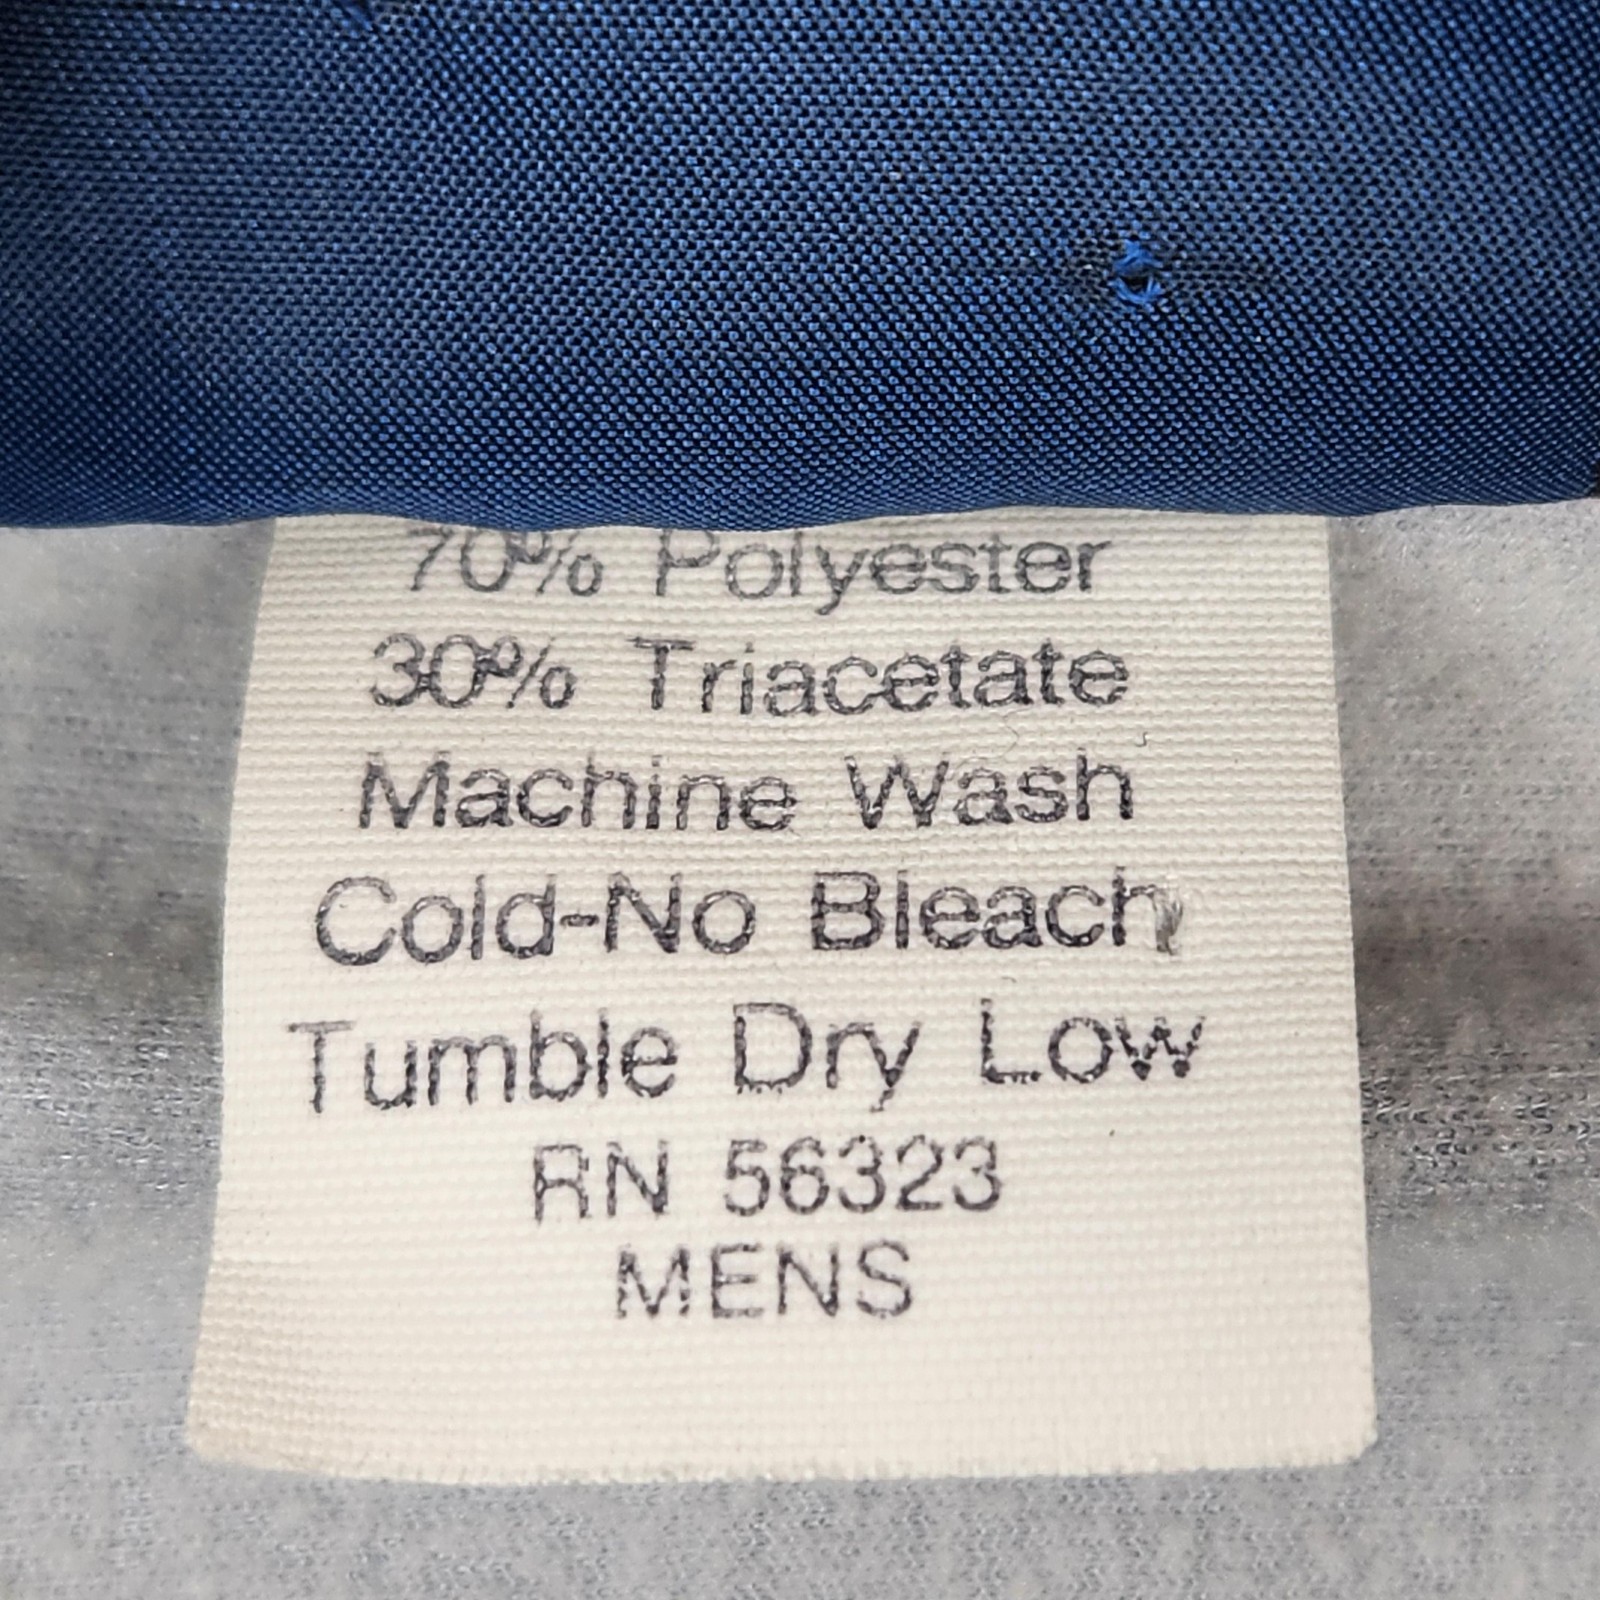 70% Polyester
30% Triacetate
Machine Wash
Cold-No Bleach
Tumble Dry Low
RN 56323
MENS